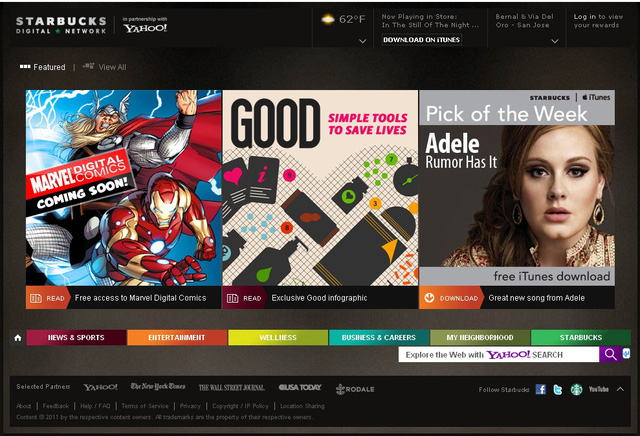 STARBUCKS
DIGITAL ★ NETWORK
in partnership with
YAHOO!
62°F
Now Playing in Store:
In The Still Of The Night ...
DOWNLOAD ON iTUNES
Bernal & Via Del
Oro - San Jose
Log in to view
your rewards
Featured | View All
MARVEL DIGITAL
COMICS
COMING SOON!
READ Free access to Marvel Digital Comics
GOOD
SIMPLE TOOLS
TO SAVE LIVES
i
9
7
3
8
READ Exclusive Good infographic
STARBUCKS | iTunes
Pick of the Week
Adele
Rumor Has It
free iTunes download
DOWNLOAD Great new song from Adele
NEWS & SPORTS
ENTERTAINMENT
WELLNESS
BUSINESS & CAREERS
MY NEIGHBORHOOD
STARBUCKS
Explore the Web with YAHOO! SEARCH
Selected Partners YAHOO! The New York Times THE WALL STREET JOURNAL. USA TODAY RODALE
Follow Starbucks YouTube
About | Feedback | Help / FAQ | Terms of Service | Privacy | Copyright / IP Policy | Location Sharing
Content © 2011 by the respective content owners. All trademarks are the property of their respective owners.